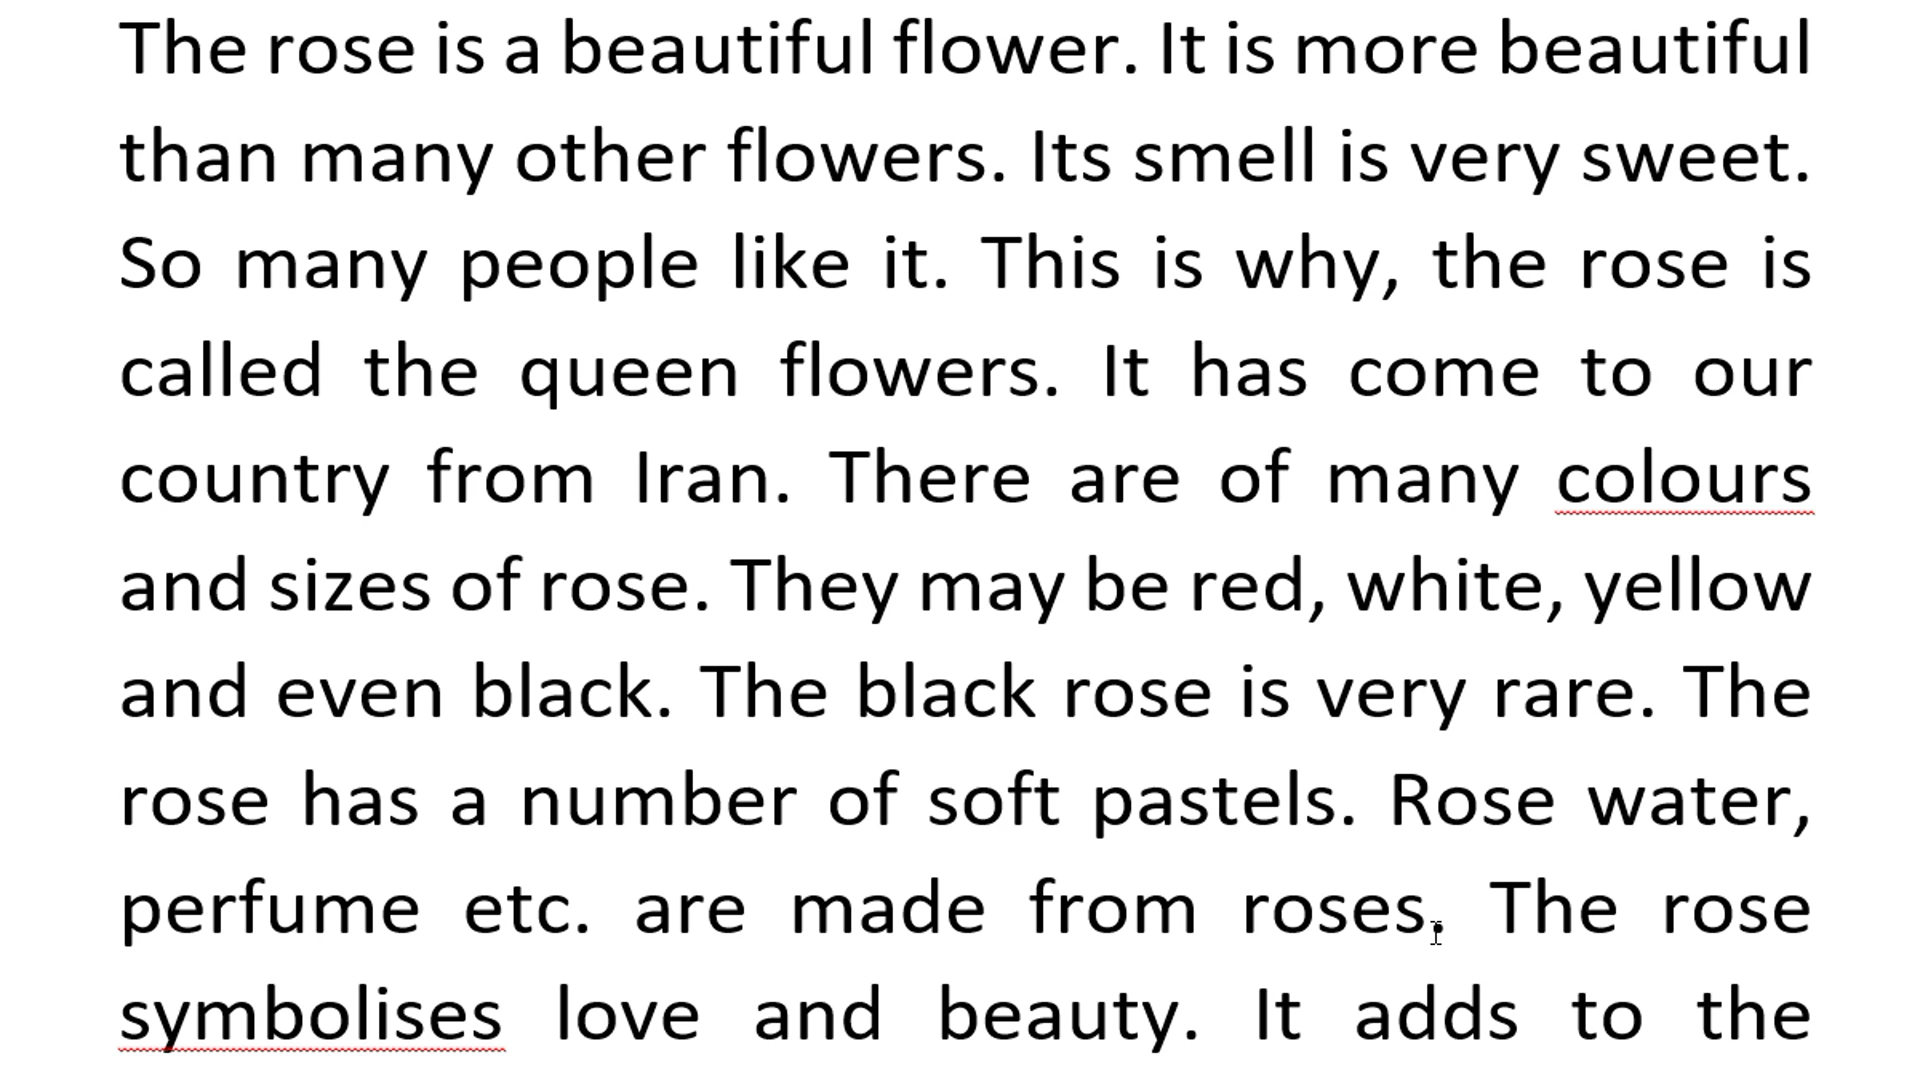 The rose is a beautiful flower. It is more beautiful
than many other flowers. Its smell is very sweet.
So many people like it. This is why, the rose is
called the queen flowers. It has come to our
country from Iran. There are of many colours
and sizes of rose. They may be red, white, yellow
and even black. The black rose is very rare. The
rose has a number of soft pastels. Rose water,
perfume etc. are made from roses. The rose
symbolises love and beauty. It adds to the